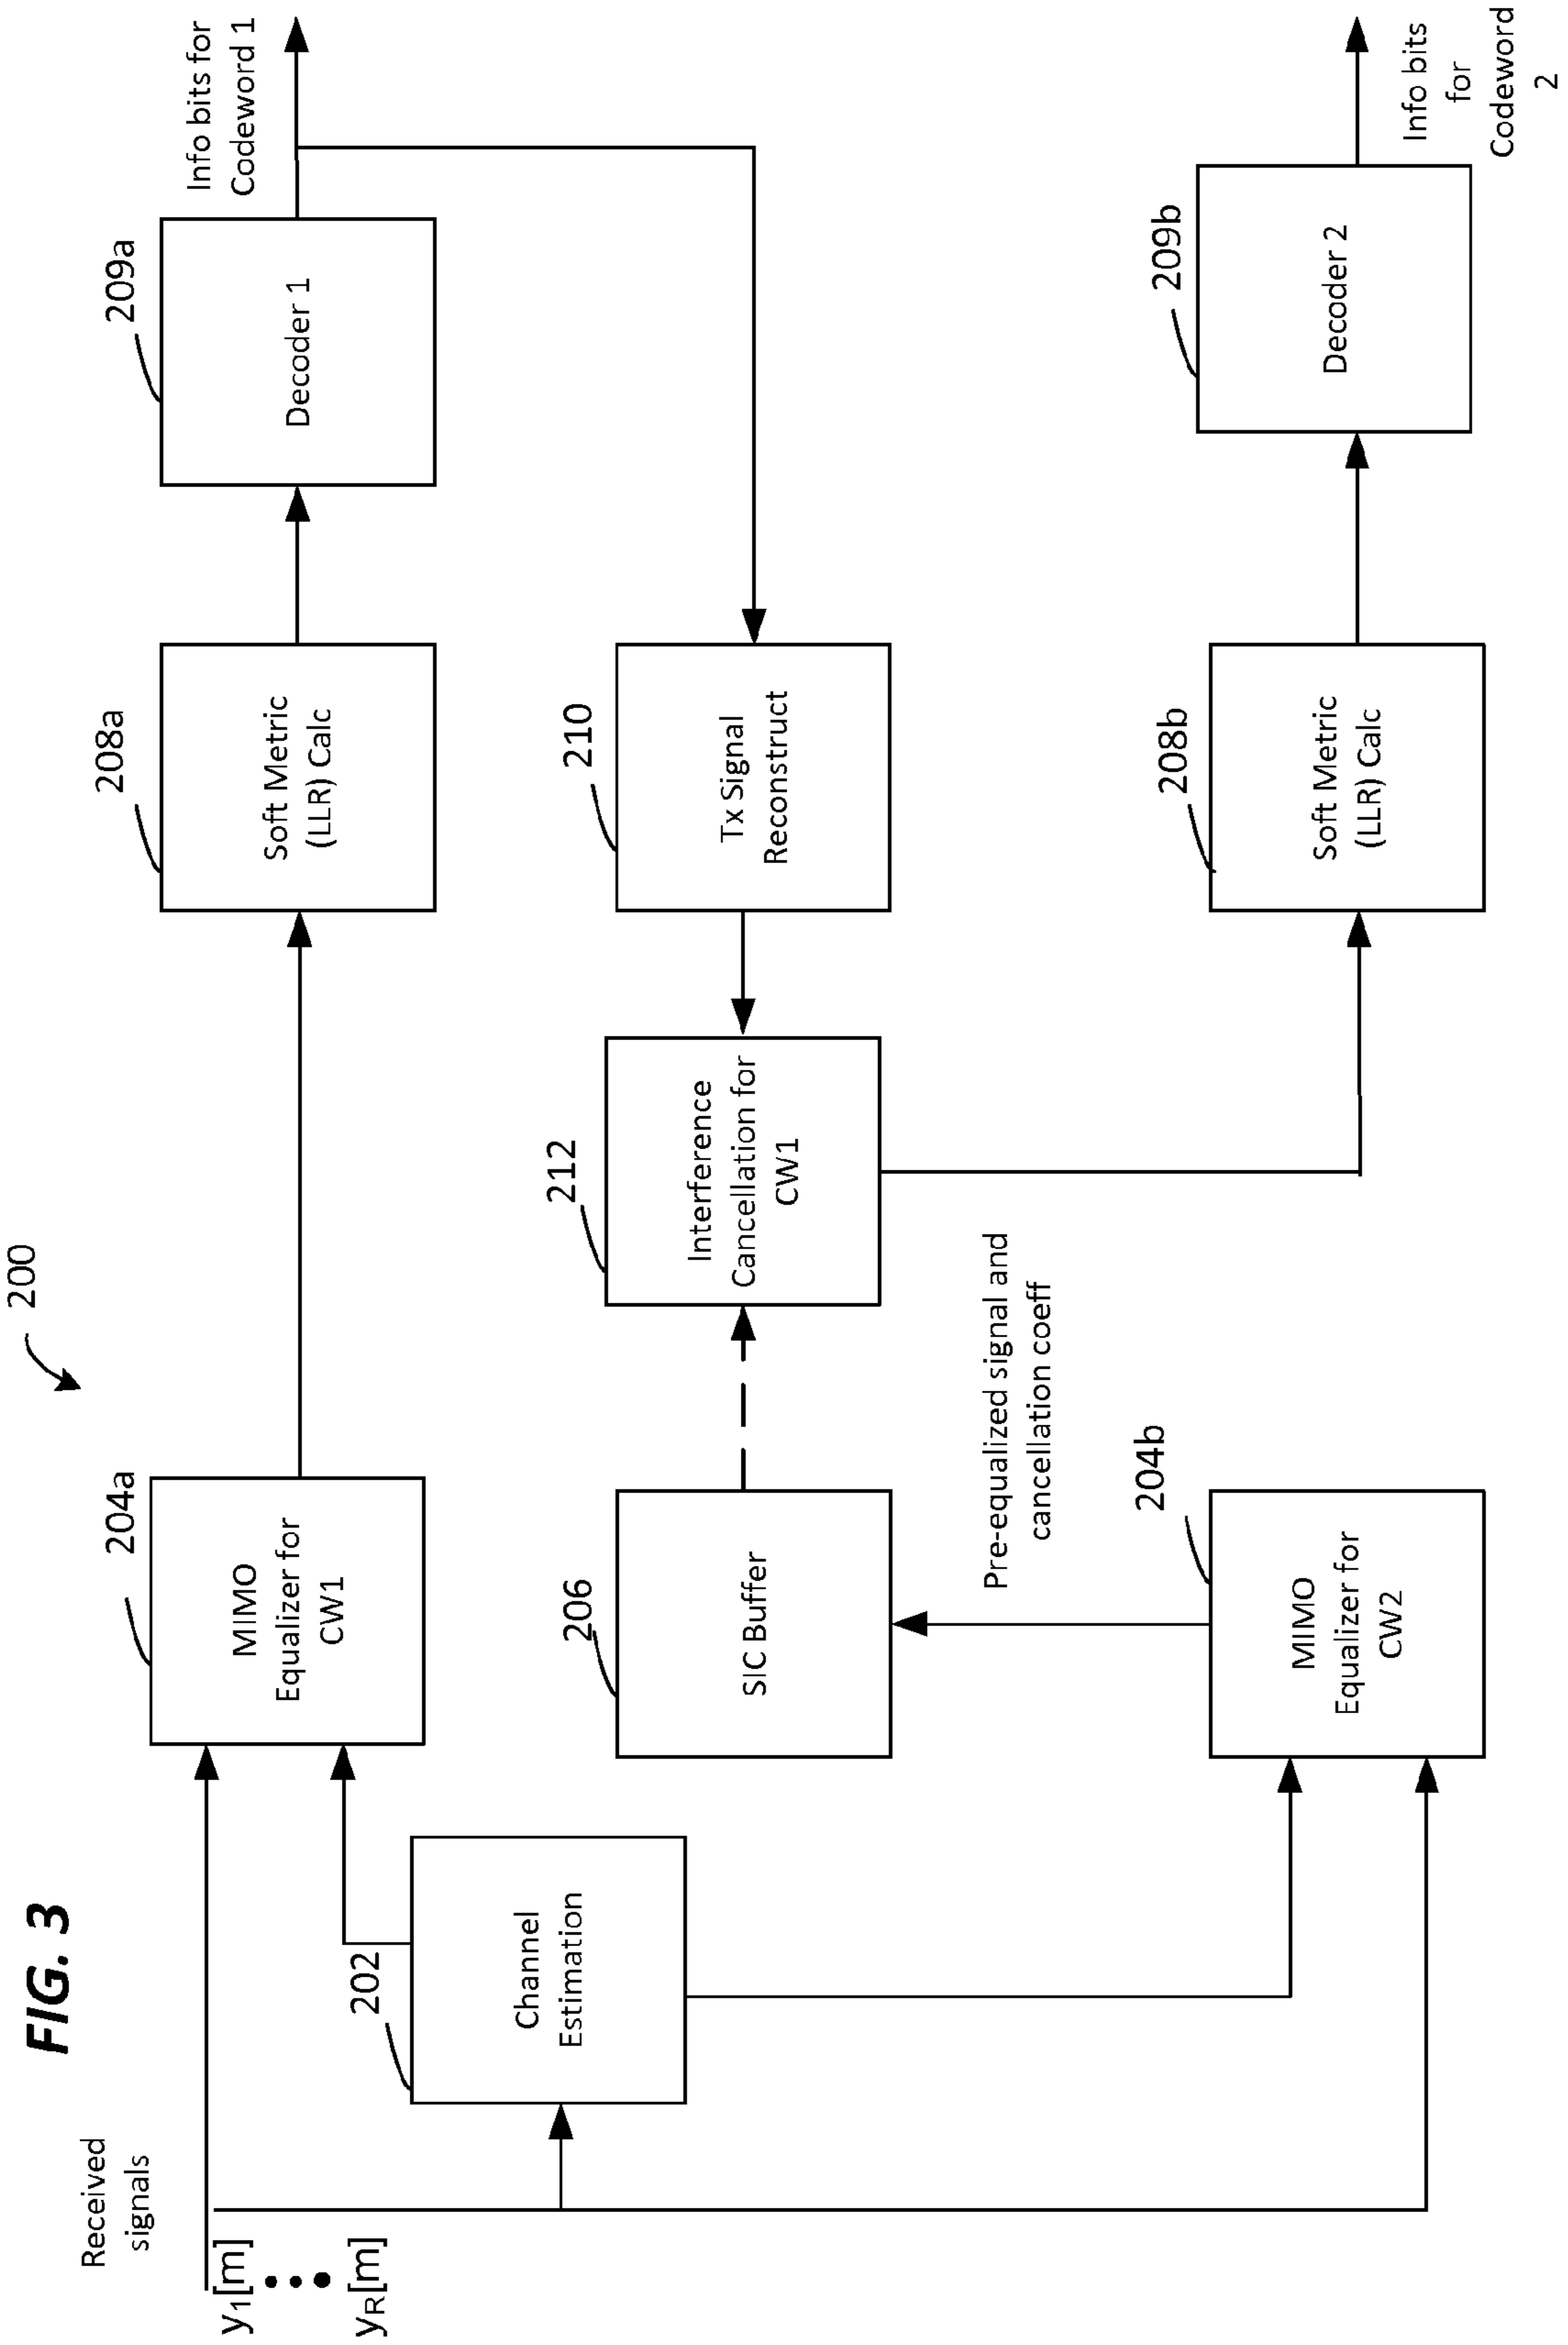 FIG. 3
200
Received
signals
y1[m]
yR[m]
202
Channel
Estimation
204a
MIMO
Equalizer for
CW1
208a
Soft Metric
(LLR) Calc
209a
Decoder 1
Info bits for
Codeword 1
206
SIC Buffer
212
Interference
Cancellation for
CW1
210
Tx Signal
Reconstruct
Pre-equalized signal and
cancellation coeff
204b
MIMO
Equalizer for
CW2
208b
Soft Metric
(LLR) Calc
209b
Decoder 2
Info bits
for
Codeword
2